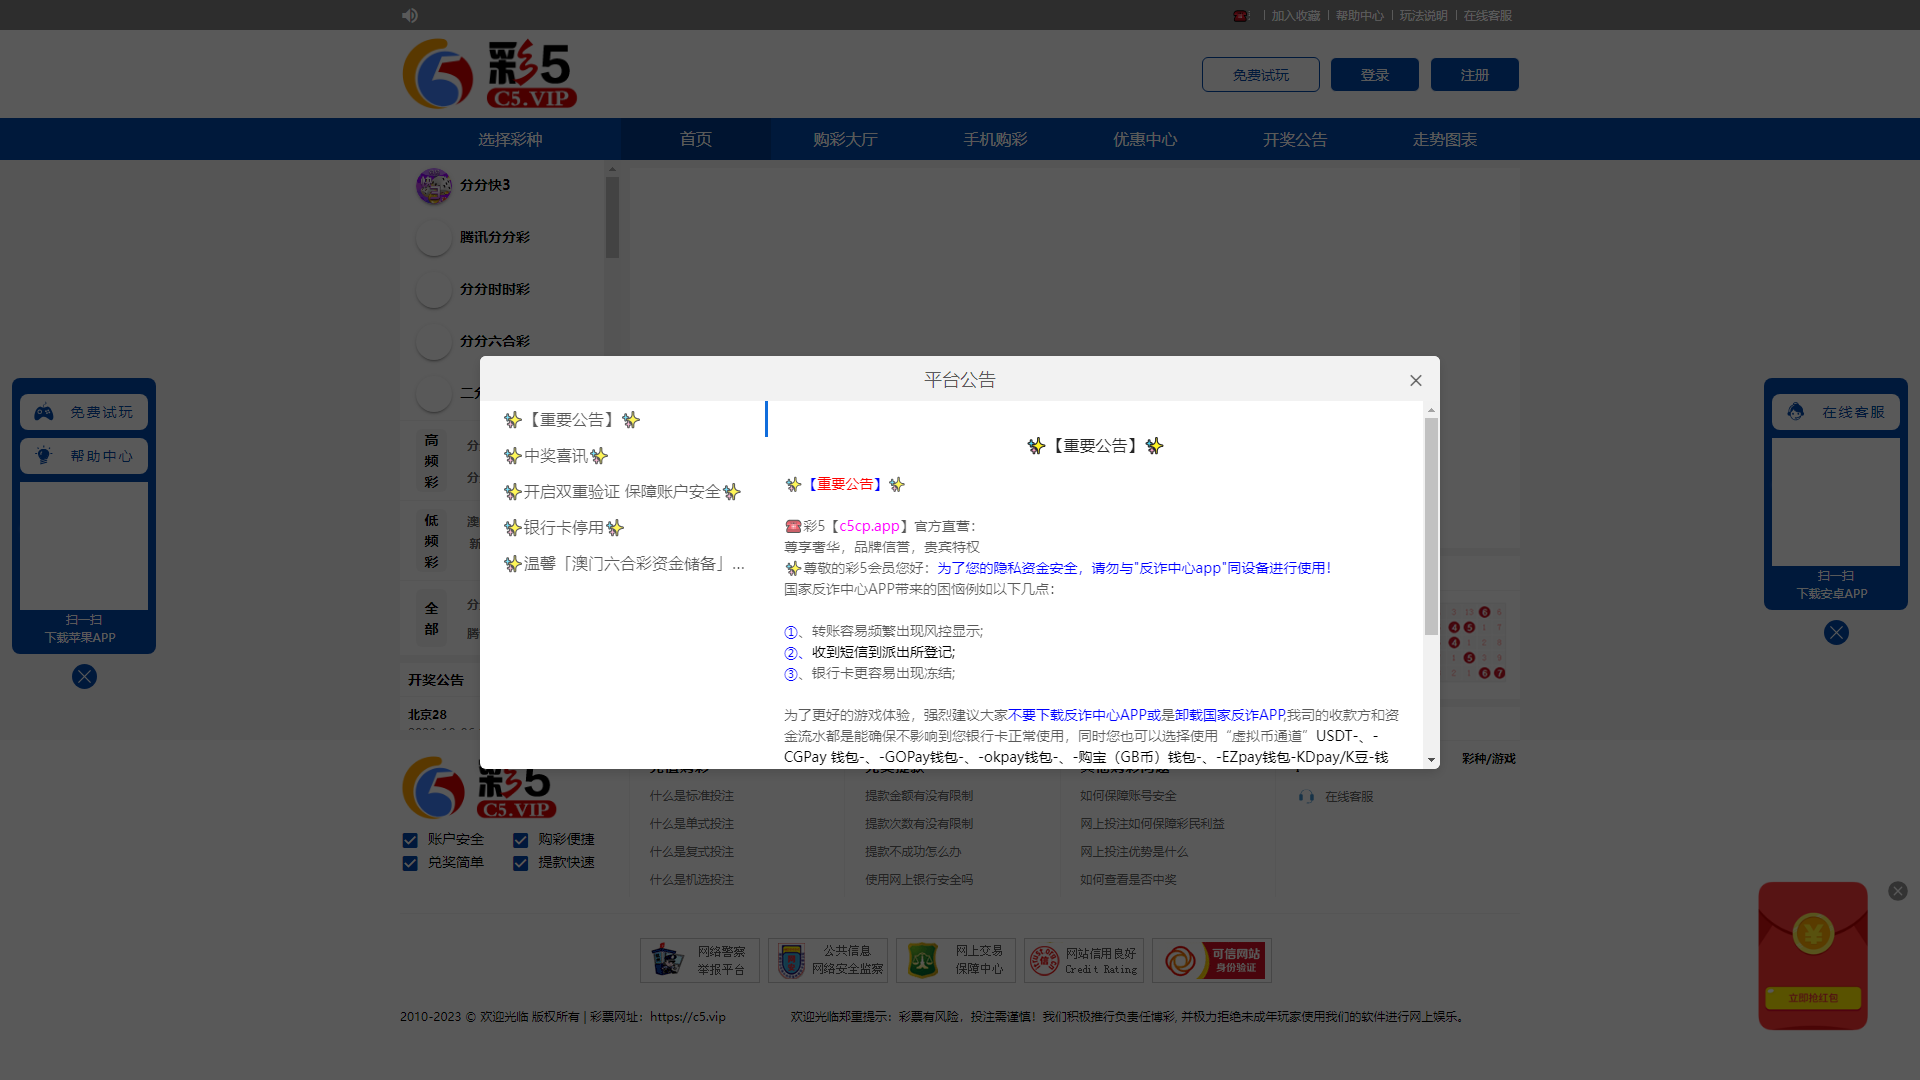 加入收藏
帮助中心
玩法说明
在线客服
彩5
C5.VIP
免费试玩
登录
注册
选择彩种
首页
购彩大厅
手机购彩
优惠中心
开奖公告
走势图表
分分快3
腾讯分分彩
分分时时彩
分分六合彩
高
频
彩
低
频
彩
全
部
开奖公告
北京28
免费试玩
帮助中心
扫一扫
下载苹果APP
在线客服
扫一扫
下载安卓APP
平台公告
✨【重要公告】✨
✨中奖喜讯✨
✨开启双重验证 保障账户安全✨
✨银行卡停用✨
✨温馨「澳门六合彩资金储备」...
✨【重要公告】✨
✨【重要公告】✨
☎️彩5【c5cp.app】官方直营：
尊享奢华，品牌信誉，贵宾特权
✨尊敬的彩5会员您好：为了您的隐私资金安全，请勿与"反诈中心app"同设备进行使用！
国家反诈中心APP带来的困恼例如以下几点：
①、转账容易频繁出现风控显示;
②、收到短信到派出所登记;
③、银行卡更容易出现冻结;
为了更好的游戏体验，强烈建议大家不要下载反诈中心APP或是卸载国家反诈APP,我司的收款方和资
金流水都是能确保不影响到您银行卡正常使用，同时您也可以选择使用“虚拟币通道”USDT-、-
CGPay 钱包-、-GOPay钱包-、-okpay钱包-、-购宝（GB币）钱包-、-EZpay钱包-KDpay/K豆-钱
彩5
C5.VIP
账户安全
购彩便捷
兑奖简单
提款快速
什么是标准投注
什么是单式投注
什么是复式投注
什么是机选投注
提款金额有没有限制
提款次数有没有限制
提款不成功怎么办
使用网上银行安全吗
如何保障账号安全
网上投注如何保障彩民利益
网上投注优势是什么
如何查看是否中奖
彩种/游戏
在线客服
网络警察
举报平台
公共信息
网络安全监察
网上交易
保障中心
网站信用良好
Credit Rating
可信网站
身份验证
立即抢红包
2010-2023 © 欢迎光临 版权所有 | 彩票网址：https://c5.vip
欢迎光临郑重提示：彩票有风险，投注需谨慎！我们积极推行负责任博彩, 并极力拒绝未成年玩家使用我们的软件进行网上娱乐。